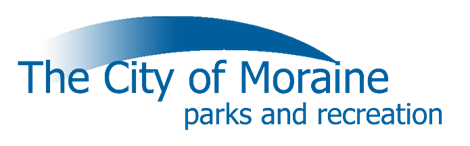 The City of Moraine
parks and recreation